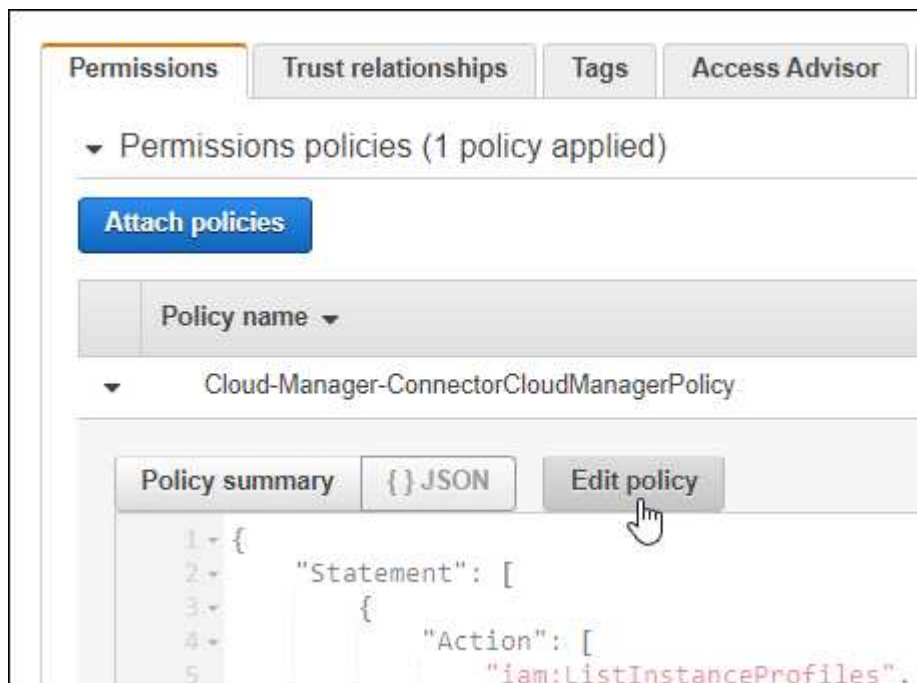 Permissions Trust relationships Tags Access Advisor
Permissions policies (1 policy applied)
Attach policies
Policy name
Cloud-Manager-ConnectorCloudManagerPolicy
Policy summary { } JSON Edit policy
1 {
2 "Statement": [
3 {
4 "Action": [
5 "iam:ListInstanceProfiles",